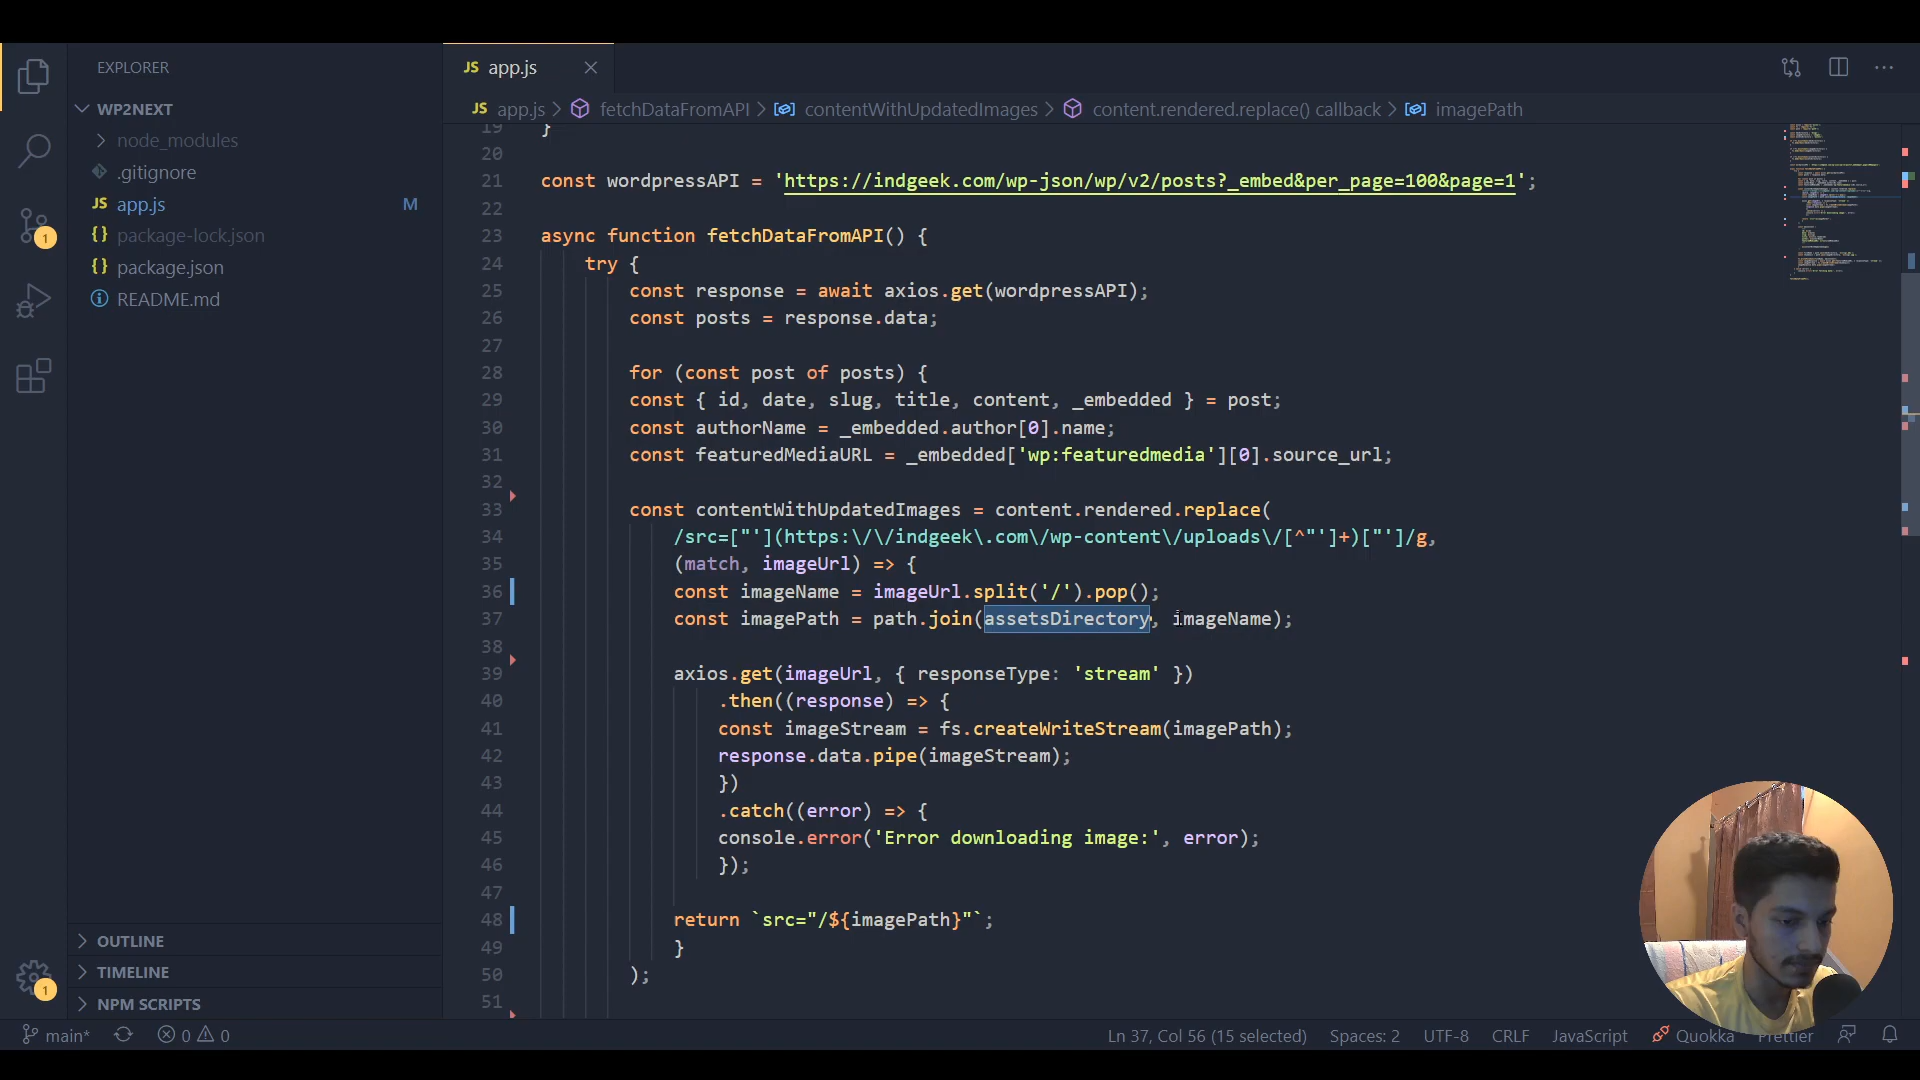 EXPLORER
WP2NEXT
node_modules
.gitignore
JS app.js M
{} package-lock.json
{} package.json
README.md
OUTLINE
TIMELINE
NPM SCRIPTS
1
1
JS app.js
JS app.js > fetchDataFromAPI > contentWithUpdatedImages > content.rendered.replace() callback > imagePath
19 }
20
21 const wordpressAPI = 'https://indgeek.com/wp-json/wp/v2/posts?_embed&per_page=100&page=1';
22
23 async function fetchDataFromAPI() {
24 try {
25 const response = await axios.get(wordpressAPI);
26 const posts = response.data;
27
28 for (const post of posts) {
29 const { id, date, slug, title, content, _embedded } = post;
30 const authorName = _embedded.author[0].name;
31 const featuredMediaURL = _embedded['wp:featuredmedia'][0].source_url;
32
33 const contentWithUpdatedImages = content.rendered.replace(
34 /src=["'](https:\/\/indgeek\.com\/wp-content\/uploads\/[^"']+)["']/g,
35 (match, imageUrl) => {
36 const imageName = imageUrl.split('/').pop();
37 const imagePath = path.join(assetsDirectory, imageName);
38
39 axios.get(imageUrl, { responseType: 'stream' })
40 .then((response) => {
41 const imageStream = fs.createWriteStream(imagePath);
42 response.data.pipe(imageStream);
43 })
44 .catch((error) => {
45 console.error('Error downloading image:', error);
46 });
47
48 return `src="/${imagePath}"`;
49 }
50 );
51
main* 0 0 Ln 37, Col 56 (15 selected) Spaces: 2 UTF-8 CRLF JavaScript Quokka Prettier